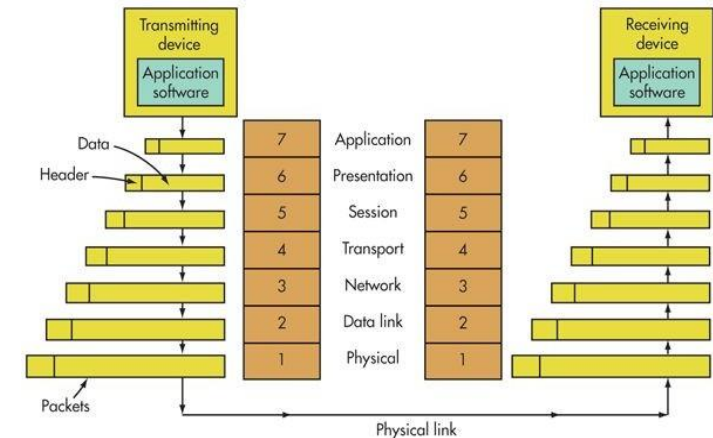 Transmitting
device
Application
software
Receiving
device
Application
software
Data
Header
7 Application 7
6 Presentation 6
5 Session 5
4 Transport 4
3 Network 3
2 Data link 2
1 Physical 1
Packets
Physical link